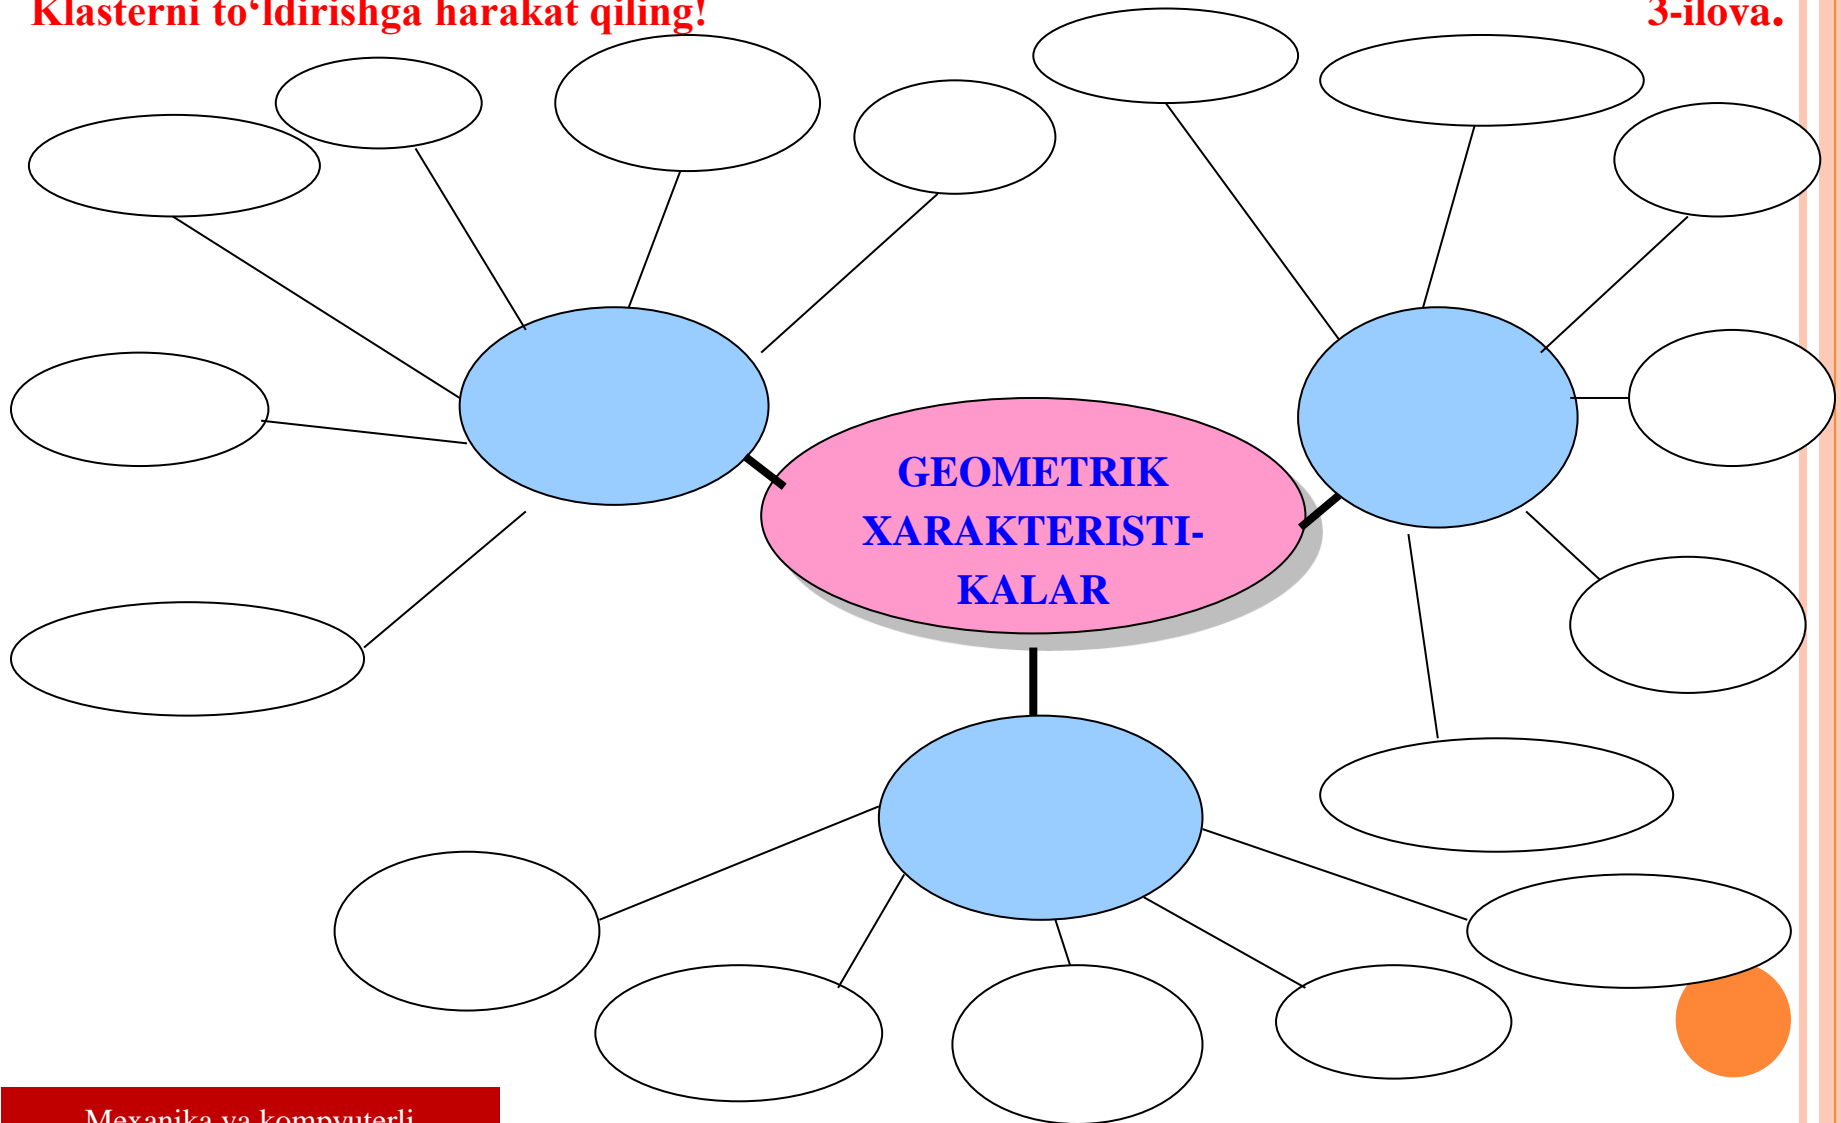 Klasterni to‘ldirishga harakat qiling!
3-ilova.
GEOMETRIK
XARAKTERISTI-
KALAR
Mexanika va kompyuterli